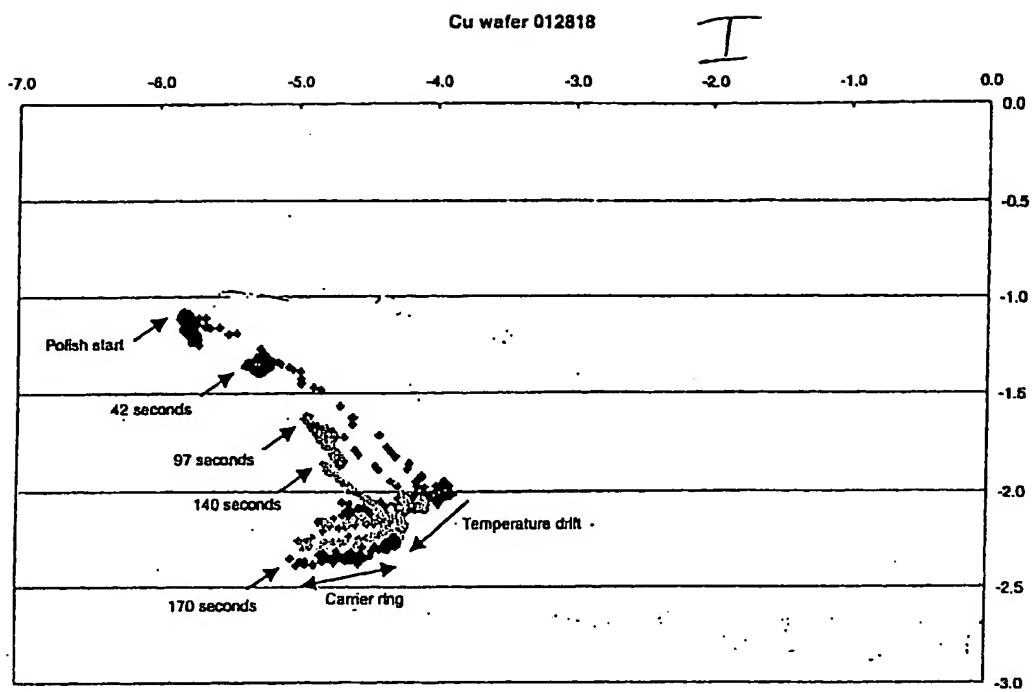 Cu wafer 012818
I
-7.0 -6.0 -5.0 -4.0 -3.0 -2.0 -1.0 0.0
0.0
-0.5
-1.0
Polish start
-1.5
42 seconds
97 seconds
140 seconds
-2.0
Temperature drift
-2.5
170 seconds
Carrier ring
-3.0